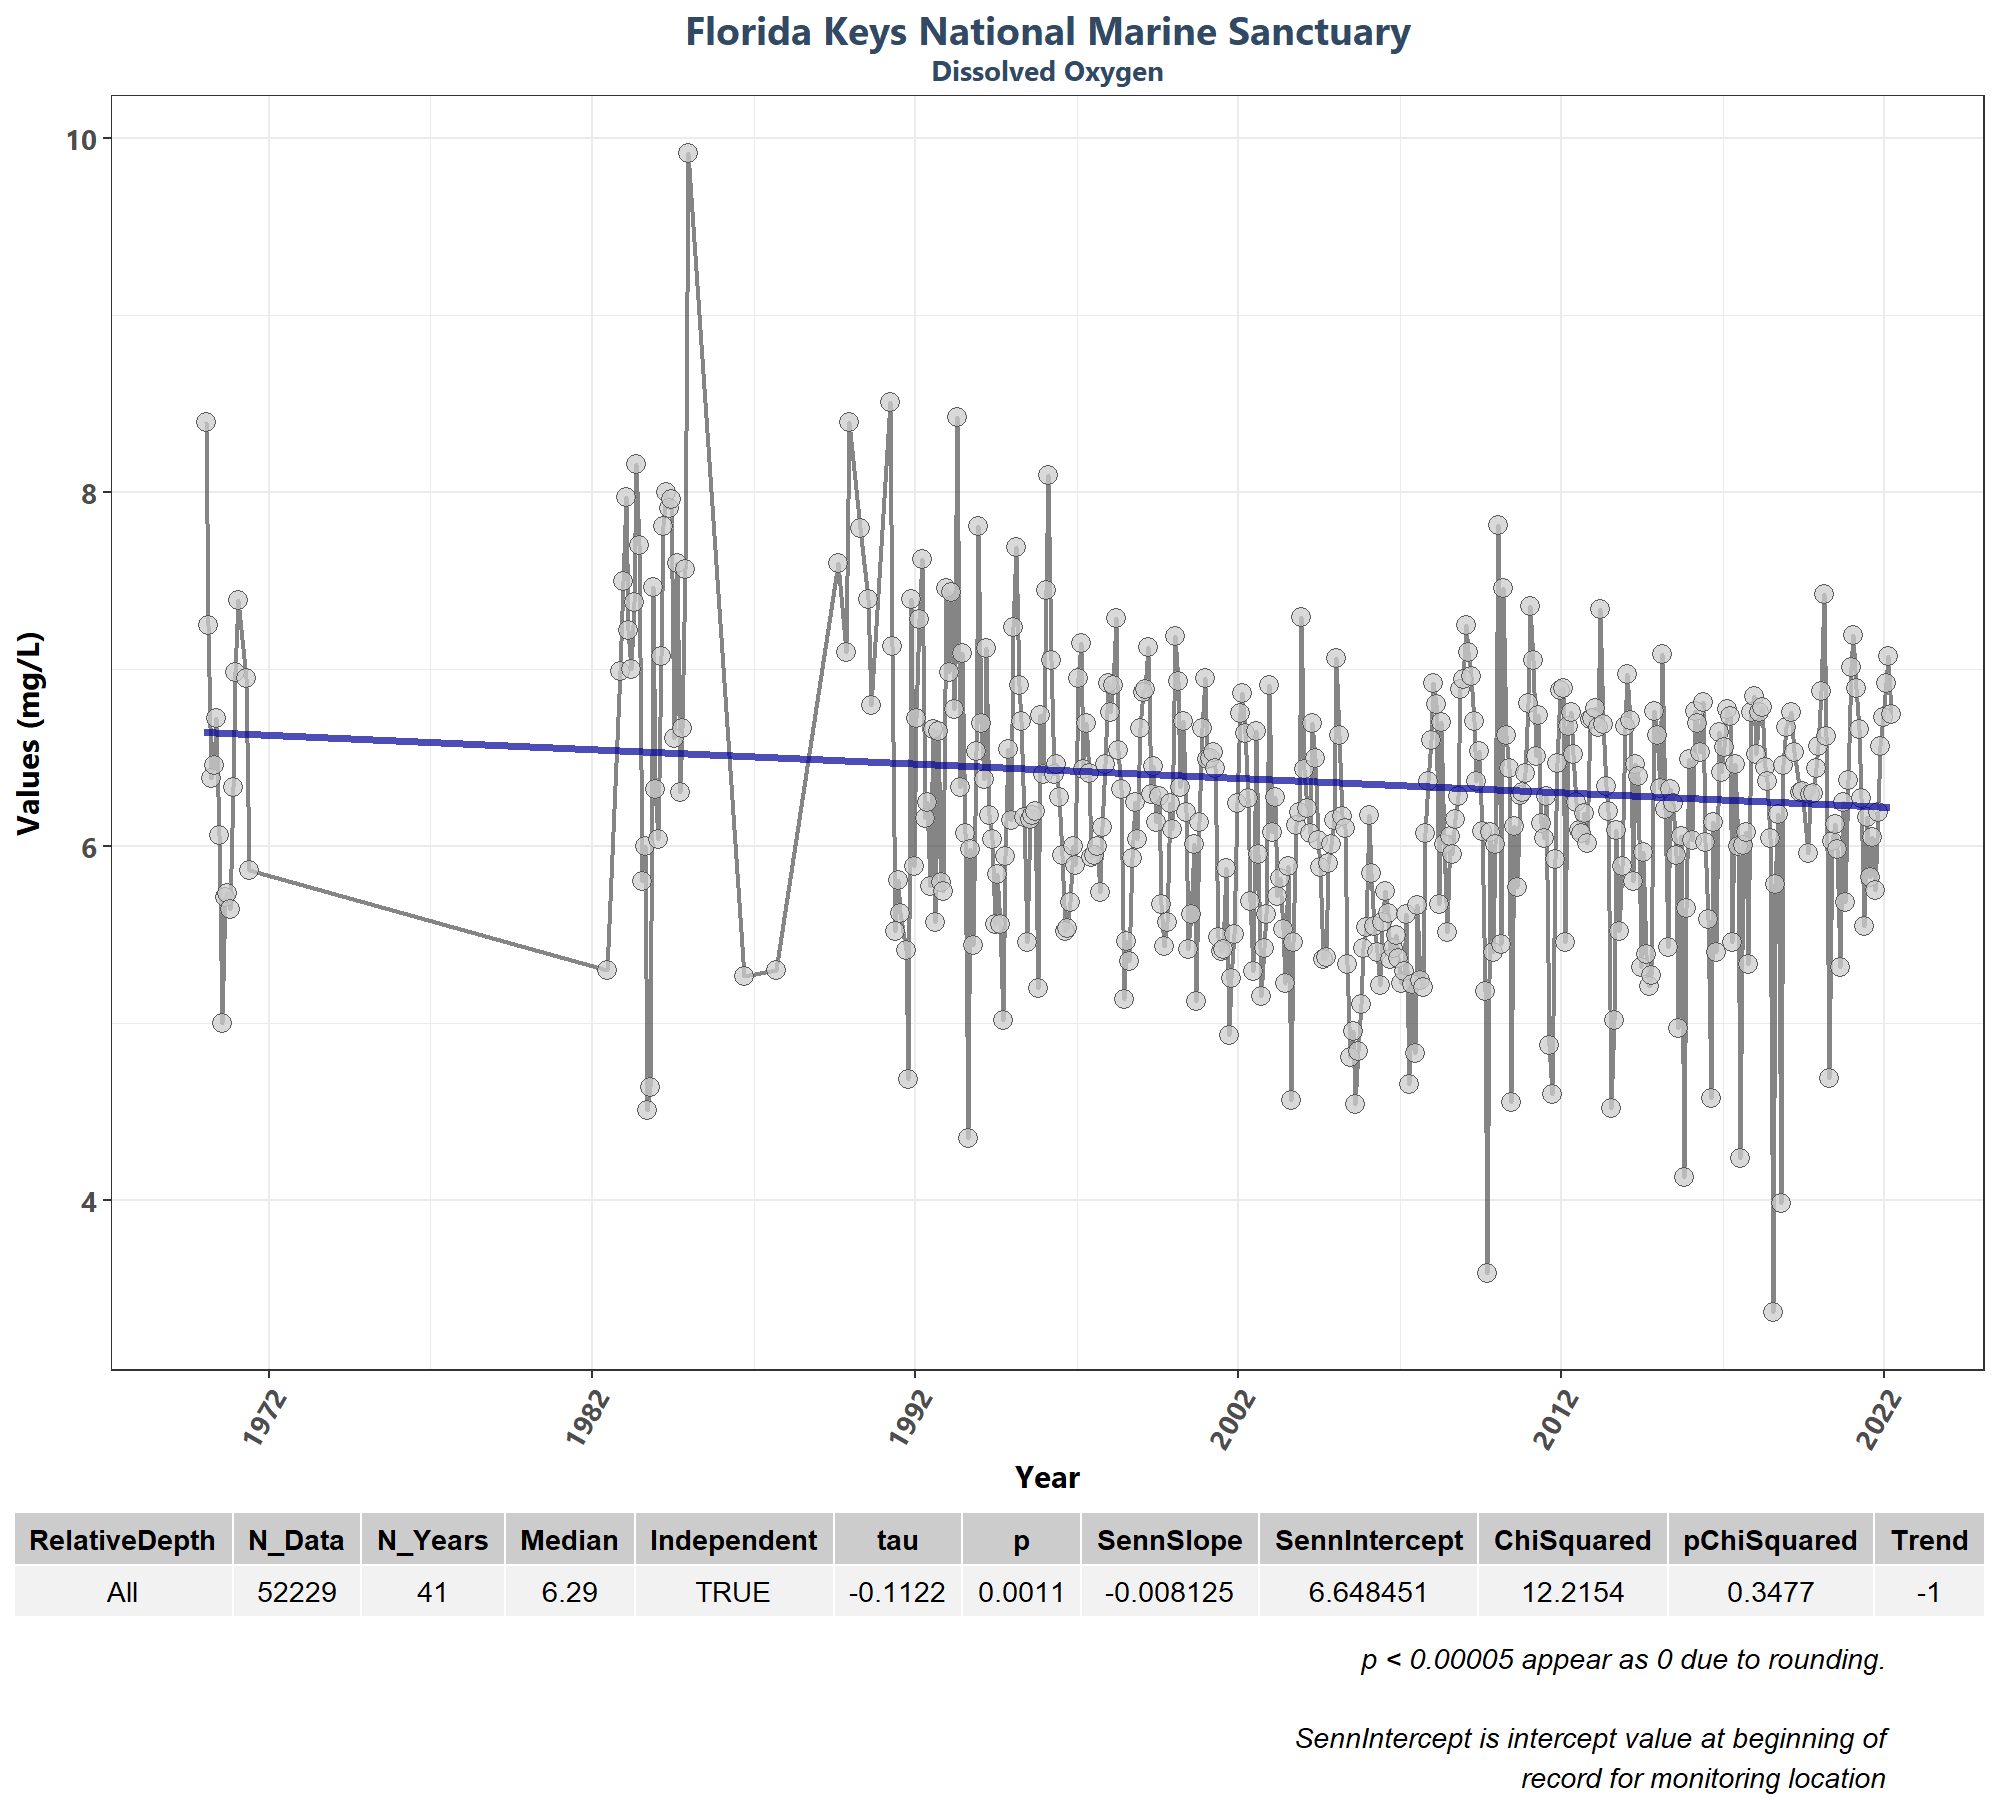 Florida Keys National Marine Sanctuary
Dissolved Oxygen
Values (mg/L)
10
8
6
4
1972 1982 1992 2002 2012 2022
Year
RelativeDepth N_Data N_Years Median Independent tau p SennSlope SennIntercept ChiSquared pChiSquared Trend
All 52229 41 6.29 TRUE -0.1122 0.0011 -0.008125 6.648451 12.2154 0.3477 -1
p < 0.00005 appear as 0 due to rounding.
SennIntercept is intercept value at beginning of
record for monitoring location